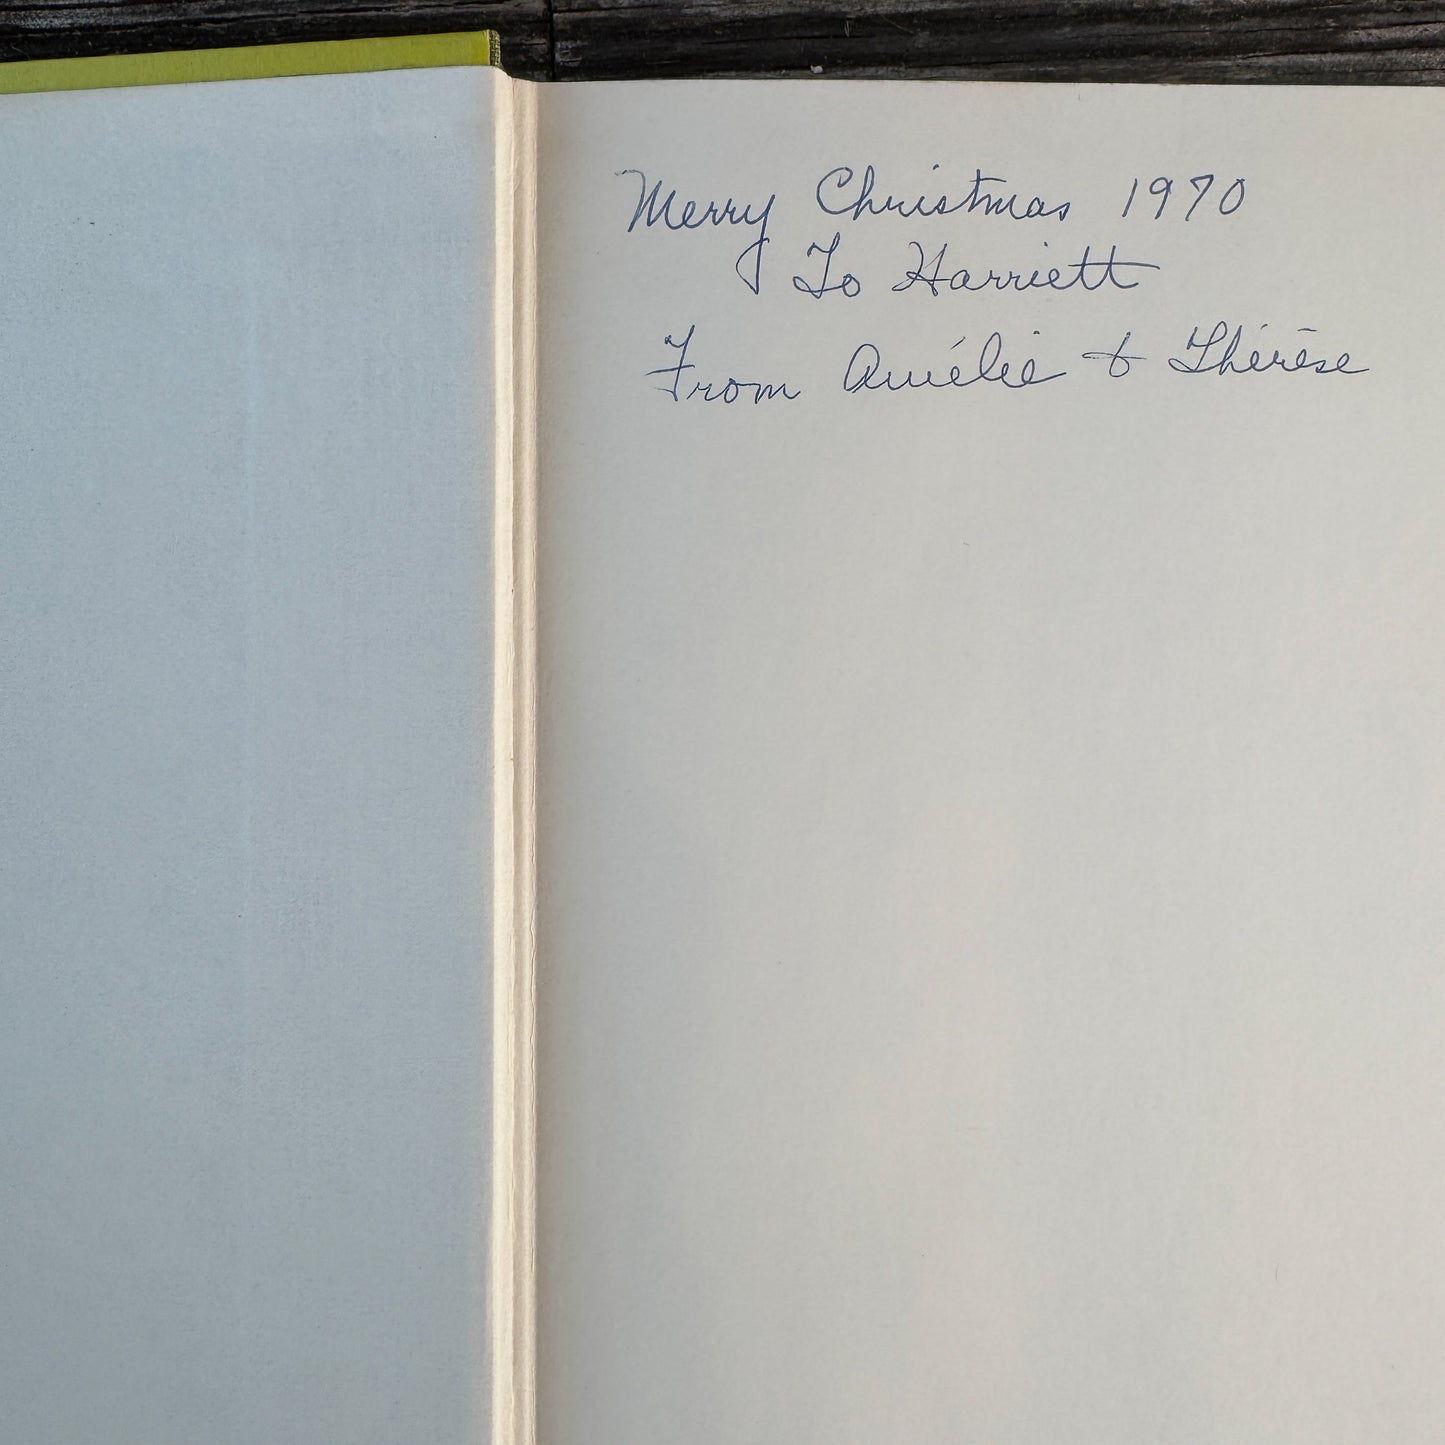 Merry Christmas 1970
To Harriett
From Amélie & Thérèse